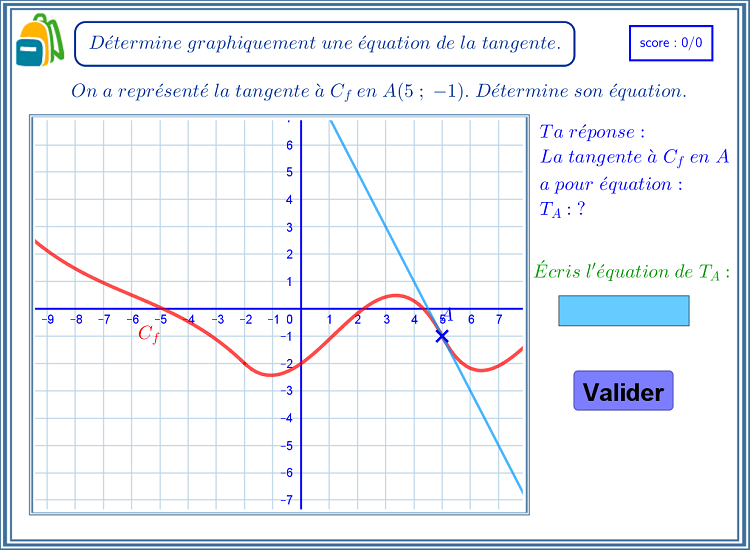 Détermine graphiquement une équation de la tangente.
score : 0/0
On a représenté la tangente à C_f en A(5 ; −1). Détermine son équation.
Ta réponse :
La tangente à C_f en A
a pour équation :
T_A : ?
Écris l'équation de T_A :
Valider
6
5
4
3
2
1
−9 −8 −7 −6 −5 −4 −3 −2 −1 0 1 2 3 4 5 6 7
A
C_f
−1
−2
−3
−4
−5
−6
−7